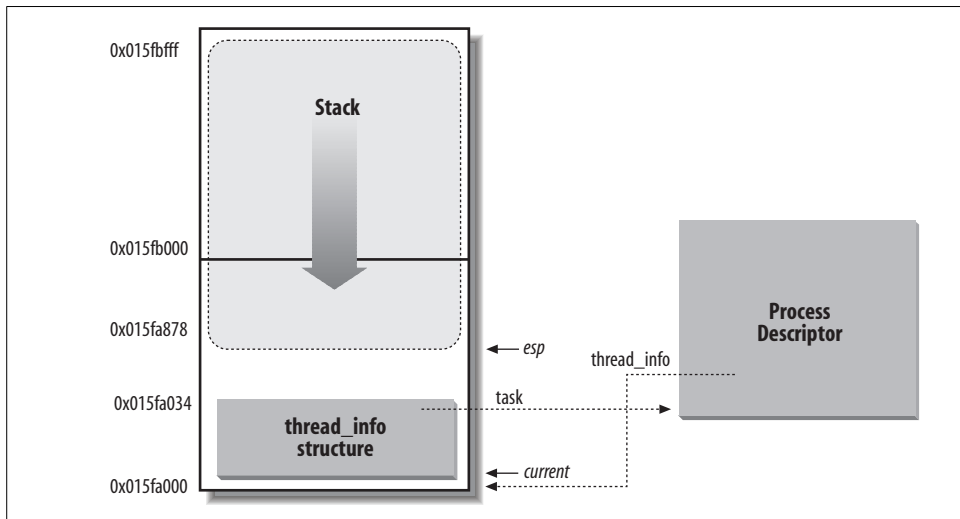 0x015fbfff
Stack
0x015fb000
0x015fa878
esp
Process
Descriptor
thread_info
task
0x015fa034
thread_info
structure
current
0x015fa000